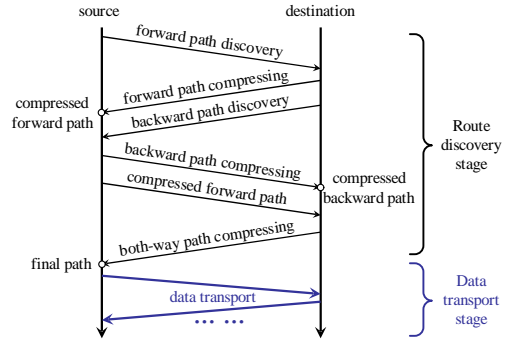 source
destination
forward path discovery
forward path compressing
compressed
forward path
backward path discovery
Route
discovery
stage
backward path compressing
compressed
backward path
compressed forward path
both-way path compressing
final path
data transport
... ...
Data
transport
stage